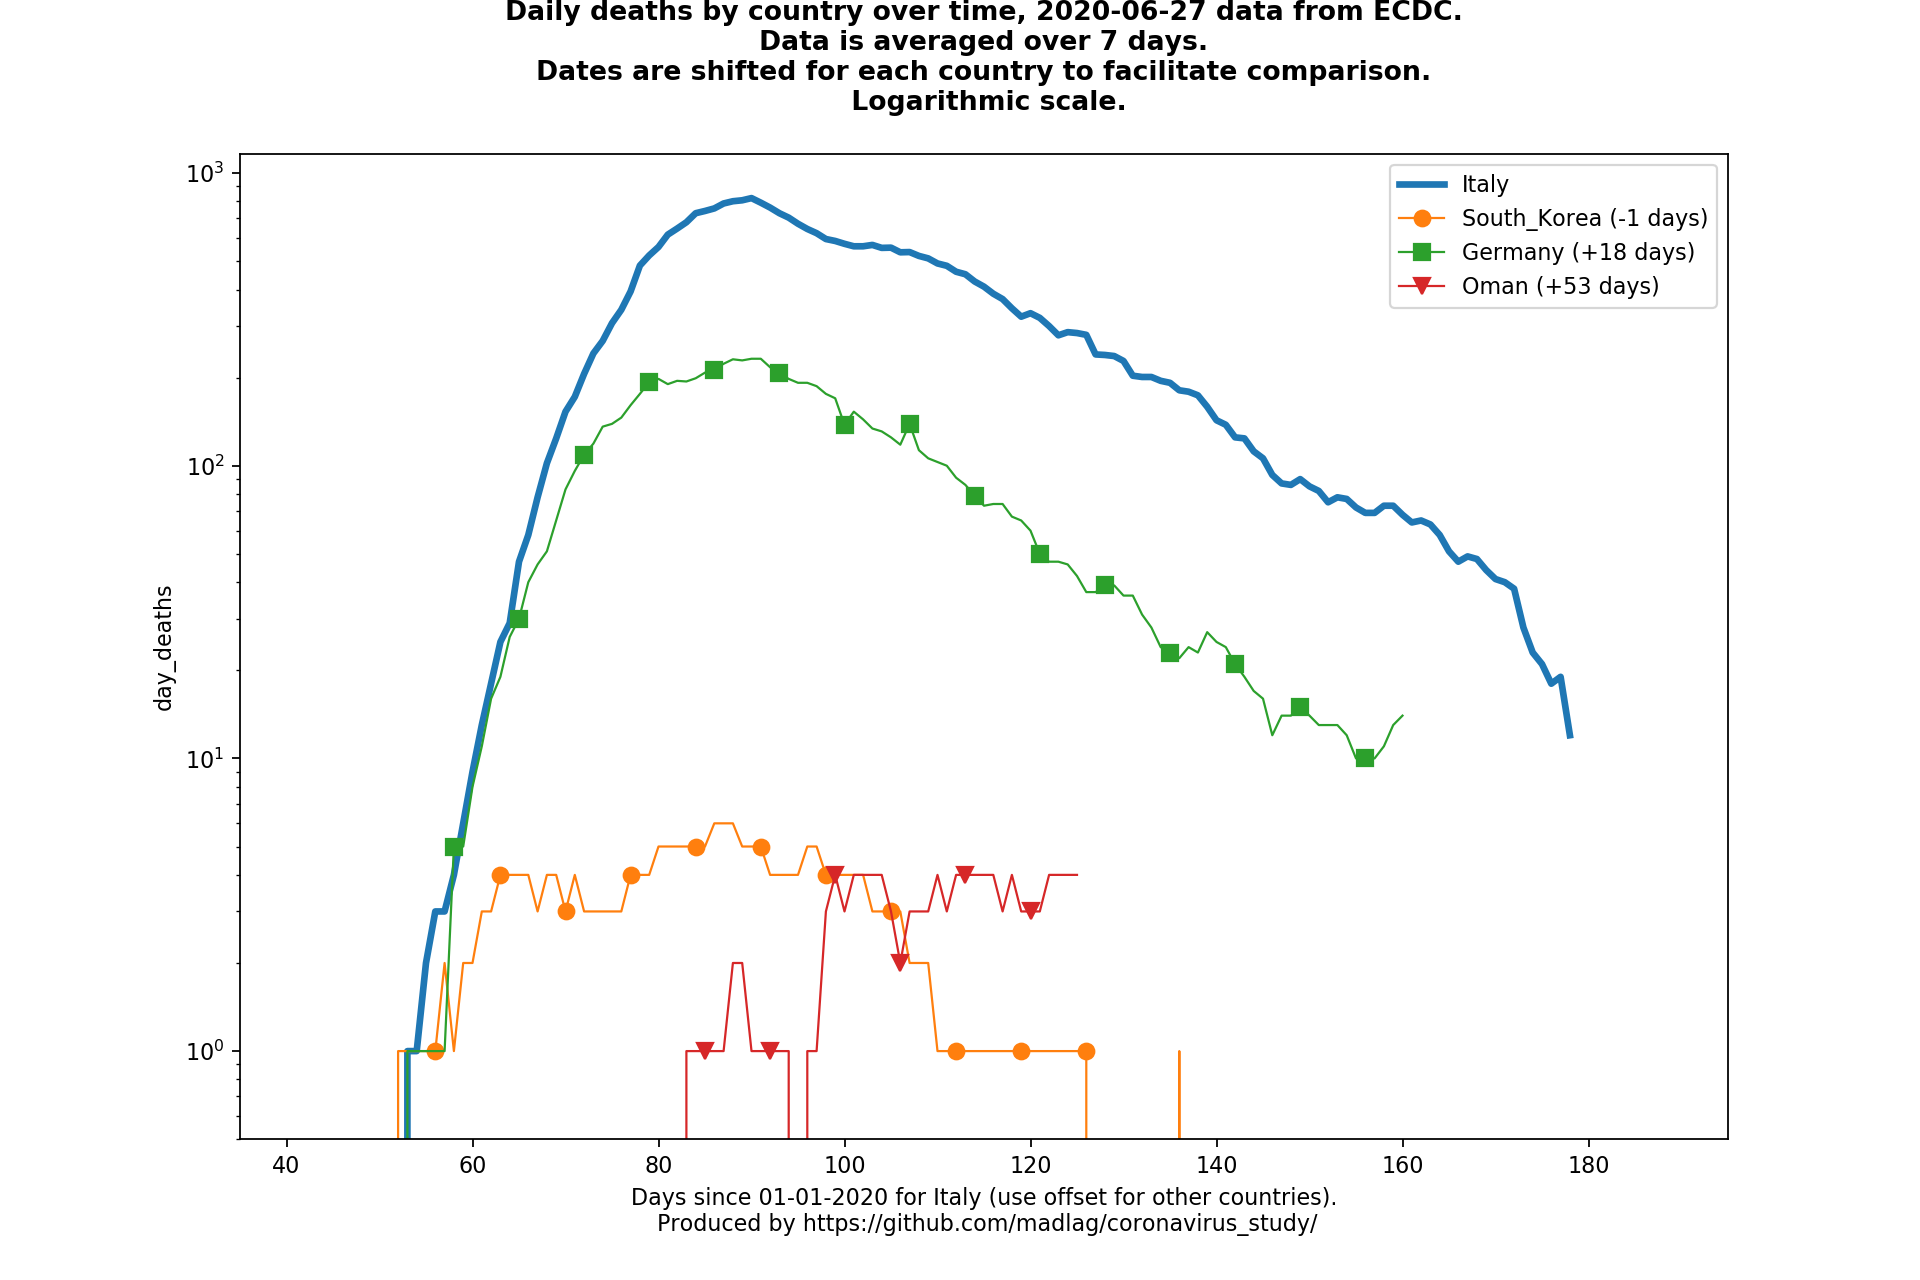 Daily deaths by country over time, 2020-06-27 data from ECDC.
Data is averaged over 7 days.
Dates are shifted for each country to facilitate comparison.
Logarithmic scale.
Italy
South_Korea (-1 days)
Germany (+18 days)
Oman (+53 days)
day_deaths
10³
10²
10¹
10⁰
40 60 80 100 120 140 160 180
Days since 01-01-2020 for Italy (use offset for other countries).
Produced by https://github.com/madlag/coronavirus_study/